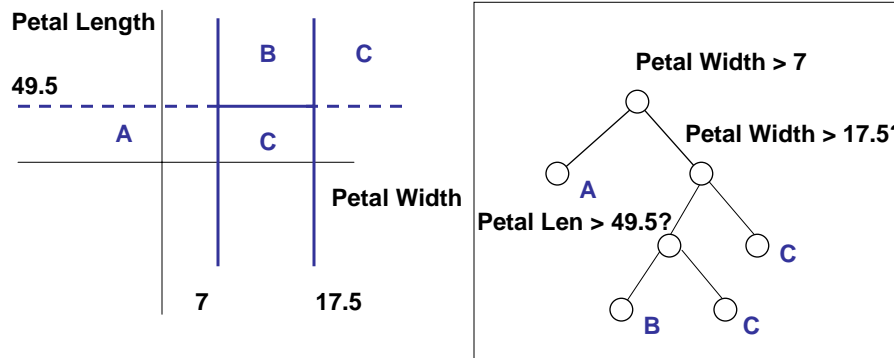 Petal Length
B
C
49.5
A
C
Petal Width
7
17.5
Petal Width > 7
Petal Width > 17.5?
A
Petal Len > 49.5?
C
B
C